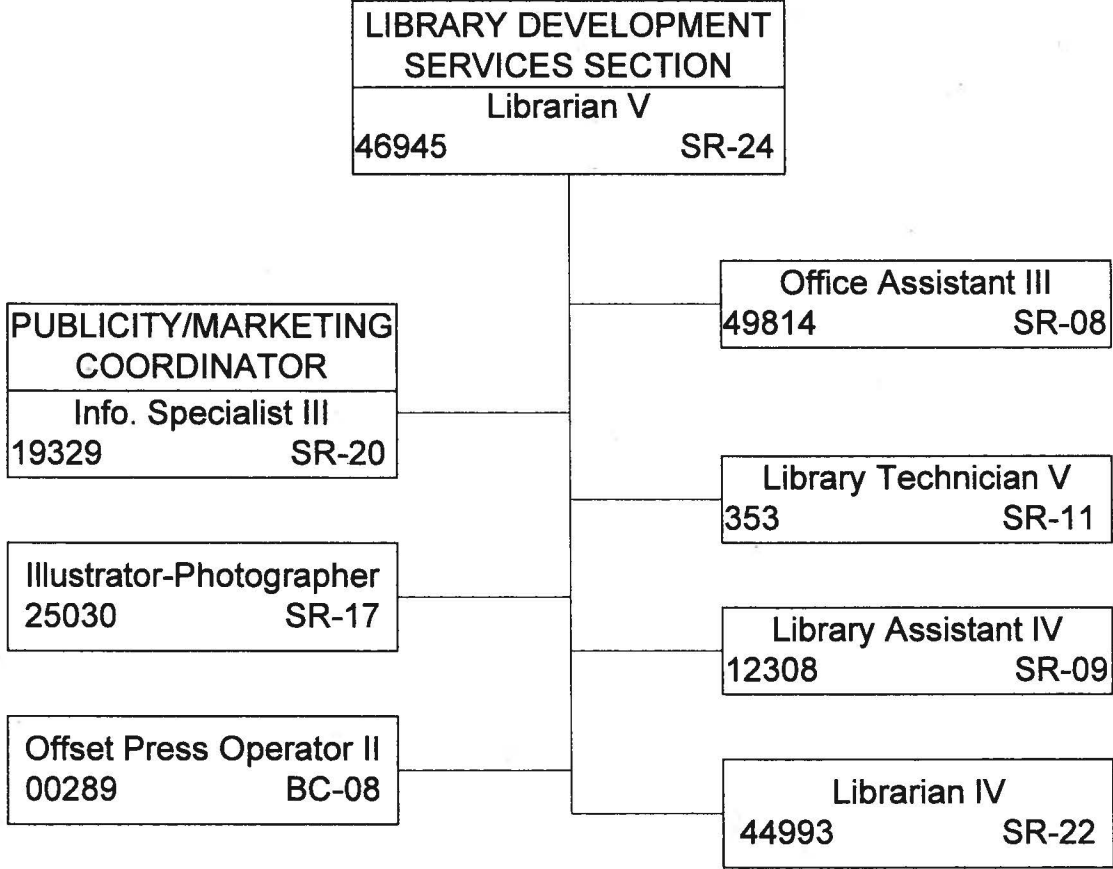 LIBRARY DEVELOPMENT
SERVICES SECTION
Librarian V
46945 SR-24
PUBLICITY/MARKETING
COORDINATOR
Info. Specialist III
19329 SR-20
Illustrator-Photographer
25030 SR-17
Offset Press Operator II
00289 BC-08
Office Assistant III
49814 SR-08
Library Technician V
353 SR-11
Library Assistant IV
12308 SR-09
Librarian IV
44993 SR-22